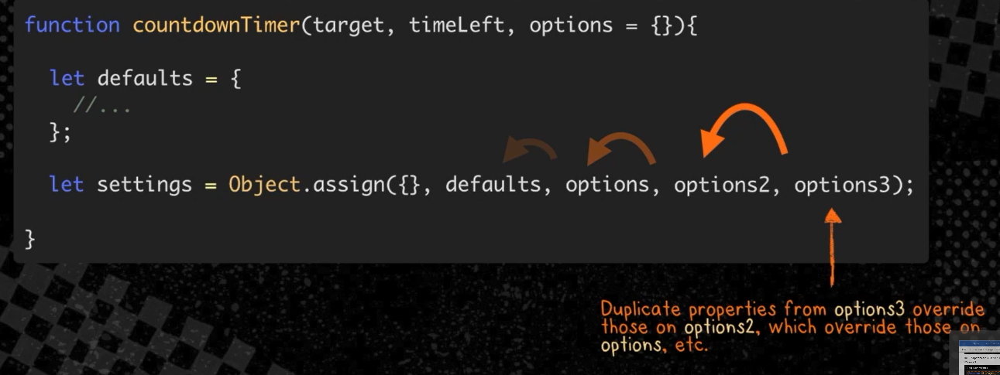 function countdownTimer(target, timeLeft, options = {}){
let defaults = {
//...
};
let settings = Object.assign({}, defaults, options, options2, options3);
}
Duplicate properties from options3 override
those on options2, which override those on
options, etc.